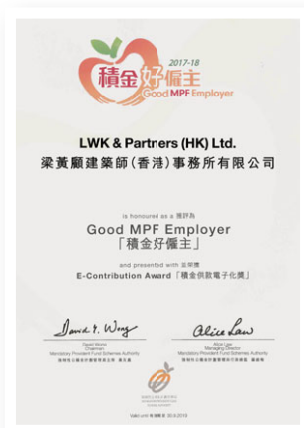 2017-18
積金好僱主
Good MPF Employer
LWK & Partners (HK) Ltd.
梁黃顧建築師(香港)事務所有限公司
is honoured as a 獲評為
Good MPF Employer
「積金好僱主」
and presented with 並榮獲
E-Contribution Award「積金供款電子化獎」
David Y. Wong
Alice Law
David Wong
Chairman
Mandatory Provident Fund Schemes Authority
Alice Law
Managing Director
Mandatory Provident Fund Schemes Authority